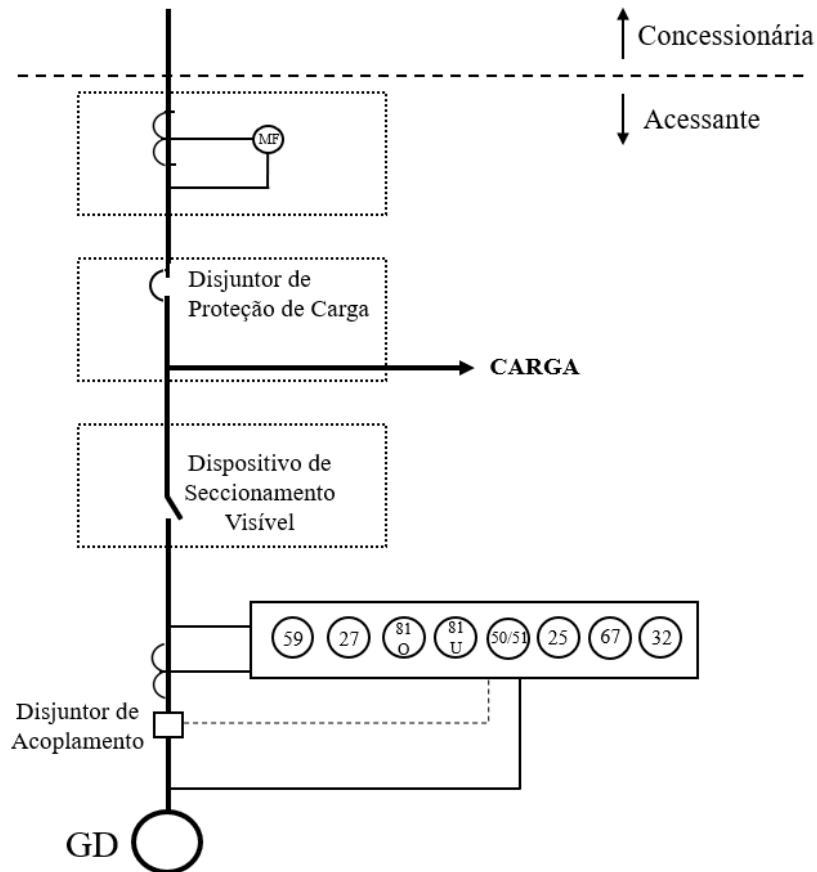 Concessionária
Acessante
MF
Disjuntor de
Proteção de Carga
CARGA
Dispositivo de
Seccionamento
Visível
59
27
81
O
81
U
50/51
25
67
32
Disjuntor de
Acoplamento
GD